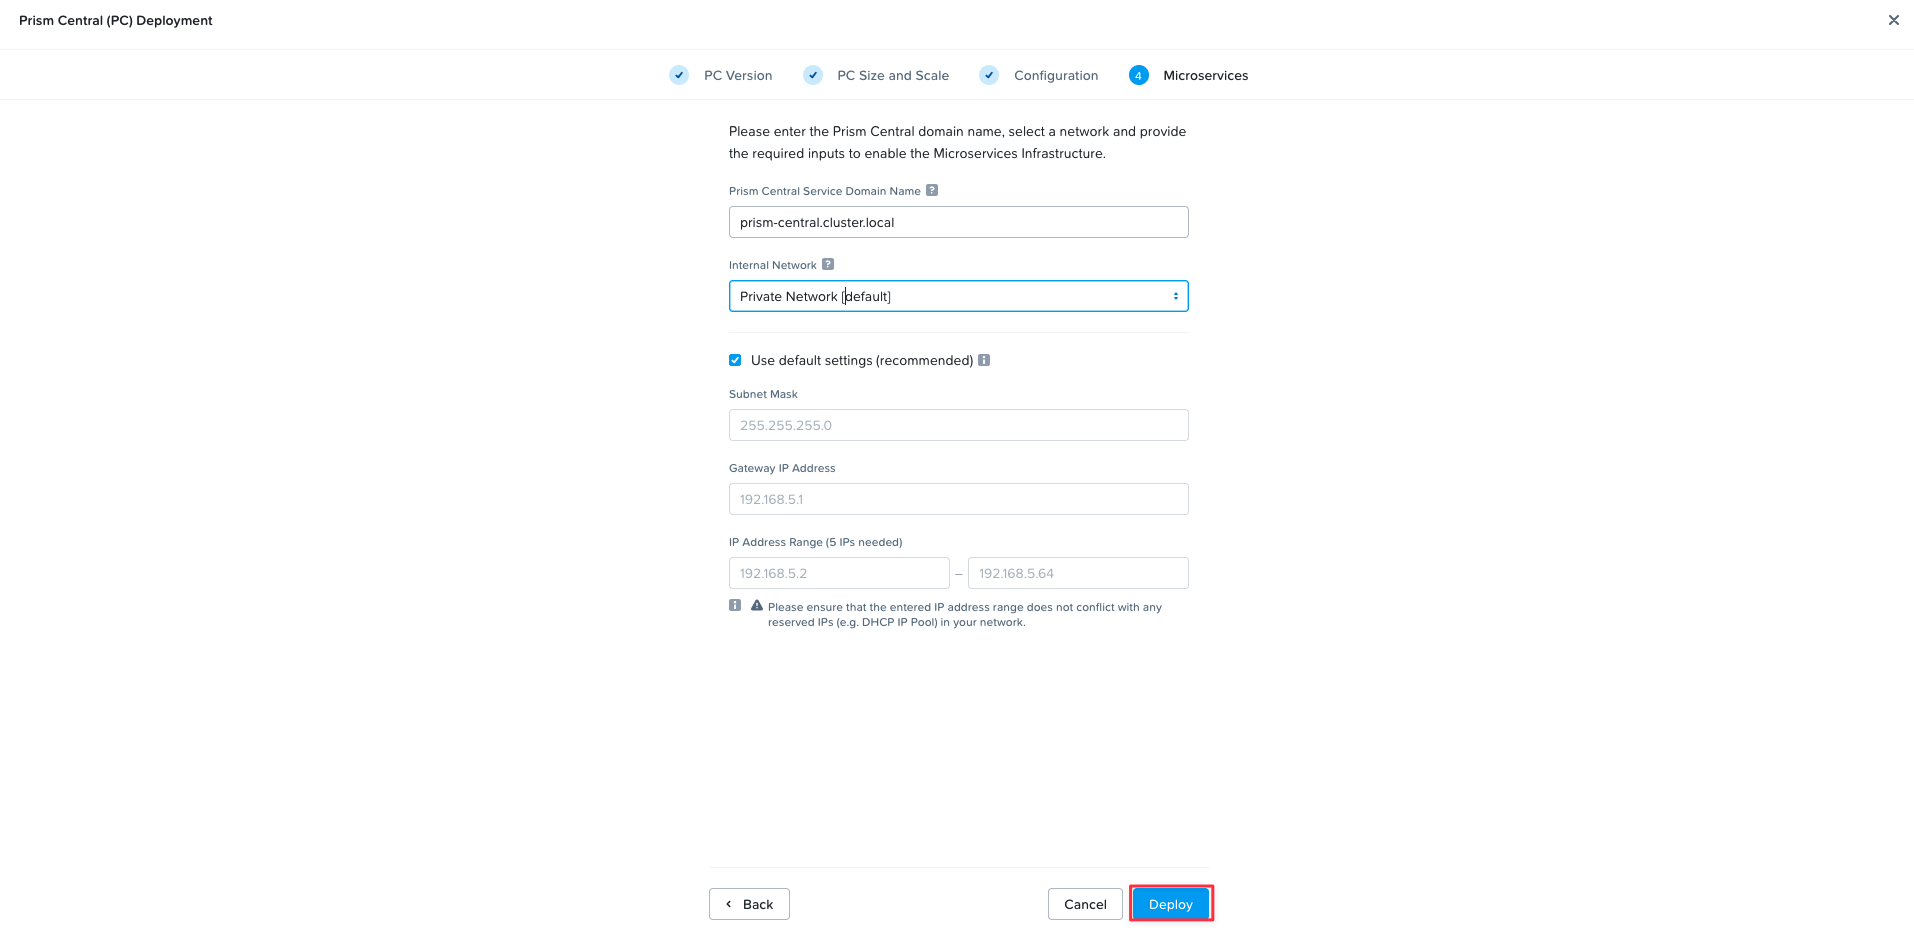 Prism Central (PC) Deployment
PC Version
PC Size and Scale
Configuration
4 Microservices
Please enter the Prism Central domain name, select a network and provide
the required inputs to enable the Microservices Infrastructure.
Prism Central Service Domain Name ?
prism-central.cluster.local
Internal Network ?
Private Network [default]
Use default settings (recommended) i
Subnet Mask
255.255.255.0
Gateway IP Address
192.168.5.1
IP Address Range (5 IPs needed)
192.168.5.2 – 192.168.5.64
i Please ensure that the entered IP address range does not conflict with any
reserved IPs (e.g. DHCP IP Pool) in your network.
Back
Cancel
Deploy